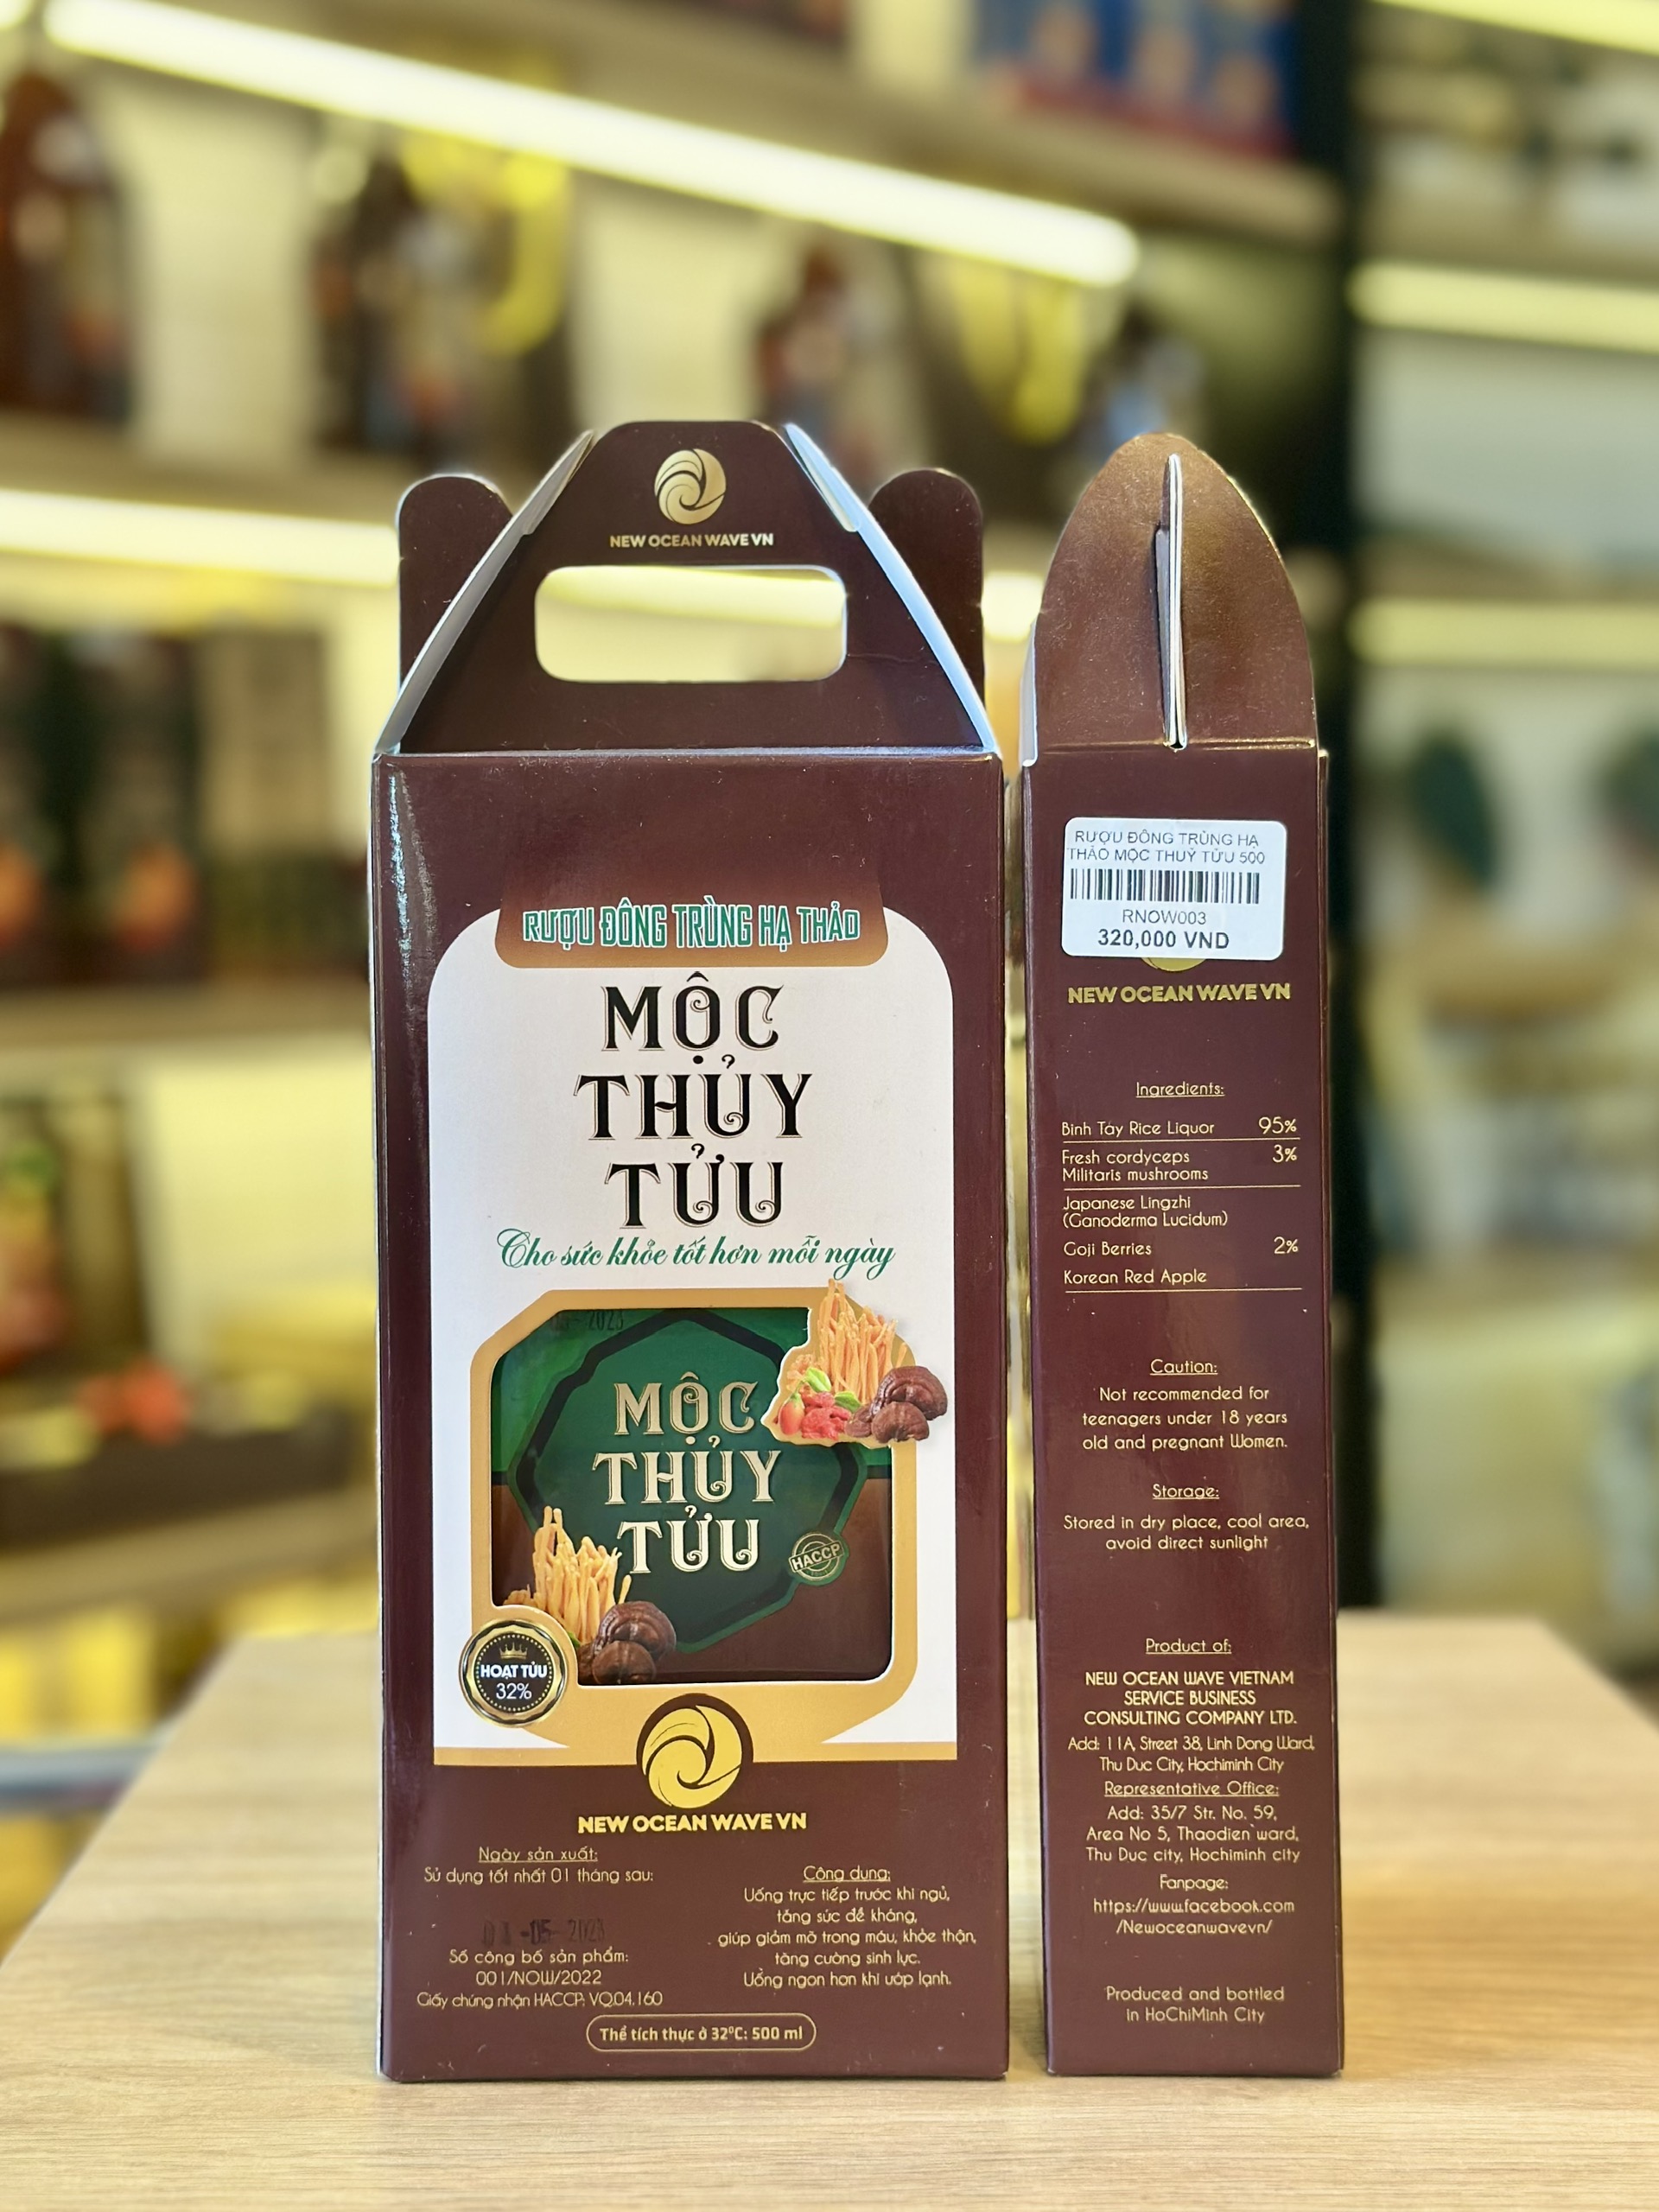 NEW OCEAN WAVE VN
RƯỢU ĐÔNG TRÙNG HẠ THẢO
MỘC
THỦY
TỬU
Cho sức khỏe tốt hơn mỗi ngày
2023
MỘC
THỦY
TỬU
HACCP
HOẠT TỬU
32%
NEW OCEAN WAVE VN
Ngày sản xuất:
Sử dụng tốt nhất 01 tháng sau:
-05- 2023
Số công bố sản phẩm:
001/NOW/2022
Giấy chứng nhận HACCP: VQ.04.160
Công dụng:
Uống trực tiếp trước khi ngủ,
tăng sức đề kháng,
giúp giảm mỡ trong máu, khỏe thận,
tăng cường sinh lực.
Uống ngon hơn khi ướp lạnh.
Thể tích thực ở 32°C: 500 ml
RƯỢU ĐÔNG TRÙNG HẠ
THẢO MỘC THUỶ TỬU 500
RNOW003
320,000 VND
NEW OCEAN WAVE VN
Ingredients:
Bình Tây Rice Liquor 95%
Fresh cordyceps 3%
Militaris mushrooms
Japanese Lingzhi
(Ganoderma Lucidum)
Goji Berries 2%
Korean Red Apple
Caution:
Not recommended for
teenagers under 18 years
old and pregnant Women.
Storage:
Stored in dry place, cool area,
avoid direct sunlight
Product of:
NEW OCEAN WAVE VIETNAM
SERVICE BUSINESS
CONSULTING COMPANY LTD.
Add: 11A, Street 38, Linh Dong Ward,
Thu Duc City, Hochiminh City
Representative Office:
Add: 35/7 Str. No. 59,
Area No 5, Thaodien ward,
Thu Duc city, Hochiminh city
Fanpage:
https://www.facebook.com
/Newoceanwavevn/
Produced and bottled
in HoChiMinh City